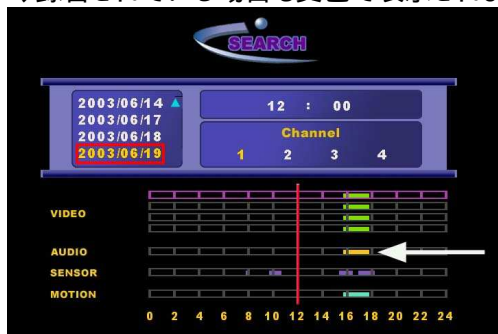 SEARCH
2003/06/14
2003/06/17
2003/06/18
2003/06/19
12 : 00
Channel
1 2 3 4
VIDEO
AUDIO
SENSOR
MOTION
0 2 4 6 8 10 12 14 16 18 20 22 24